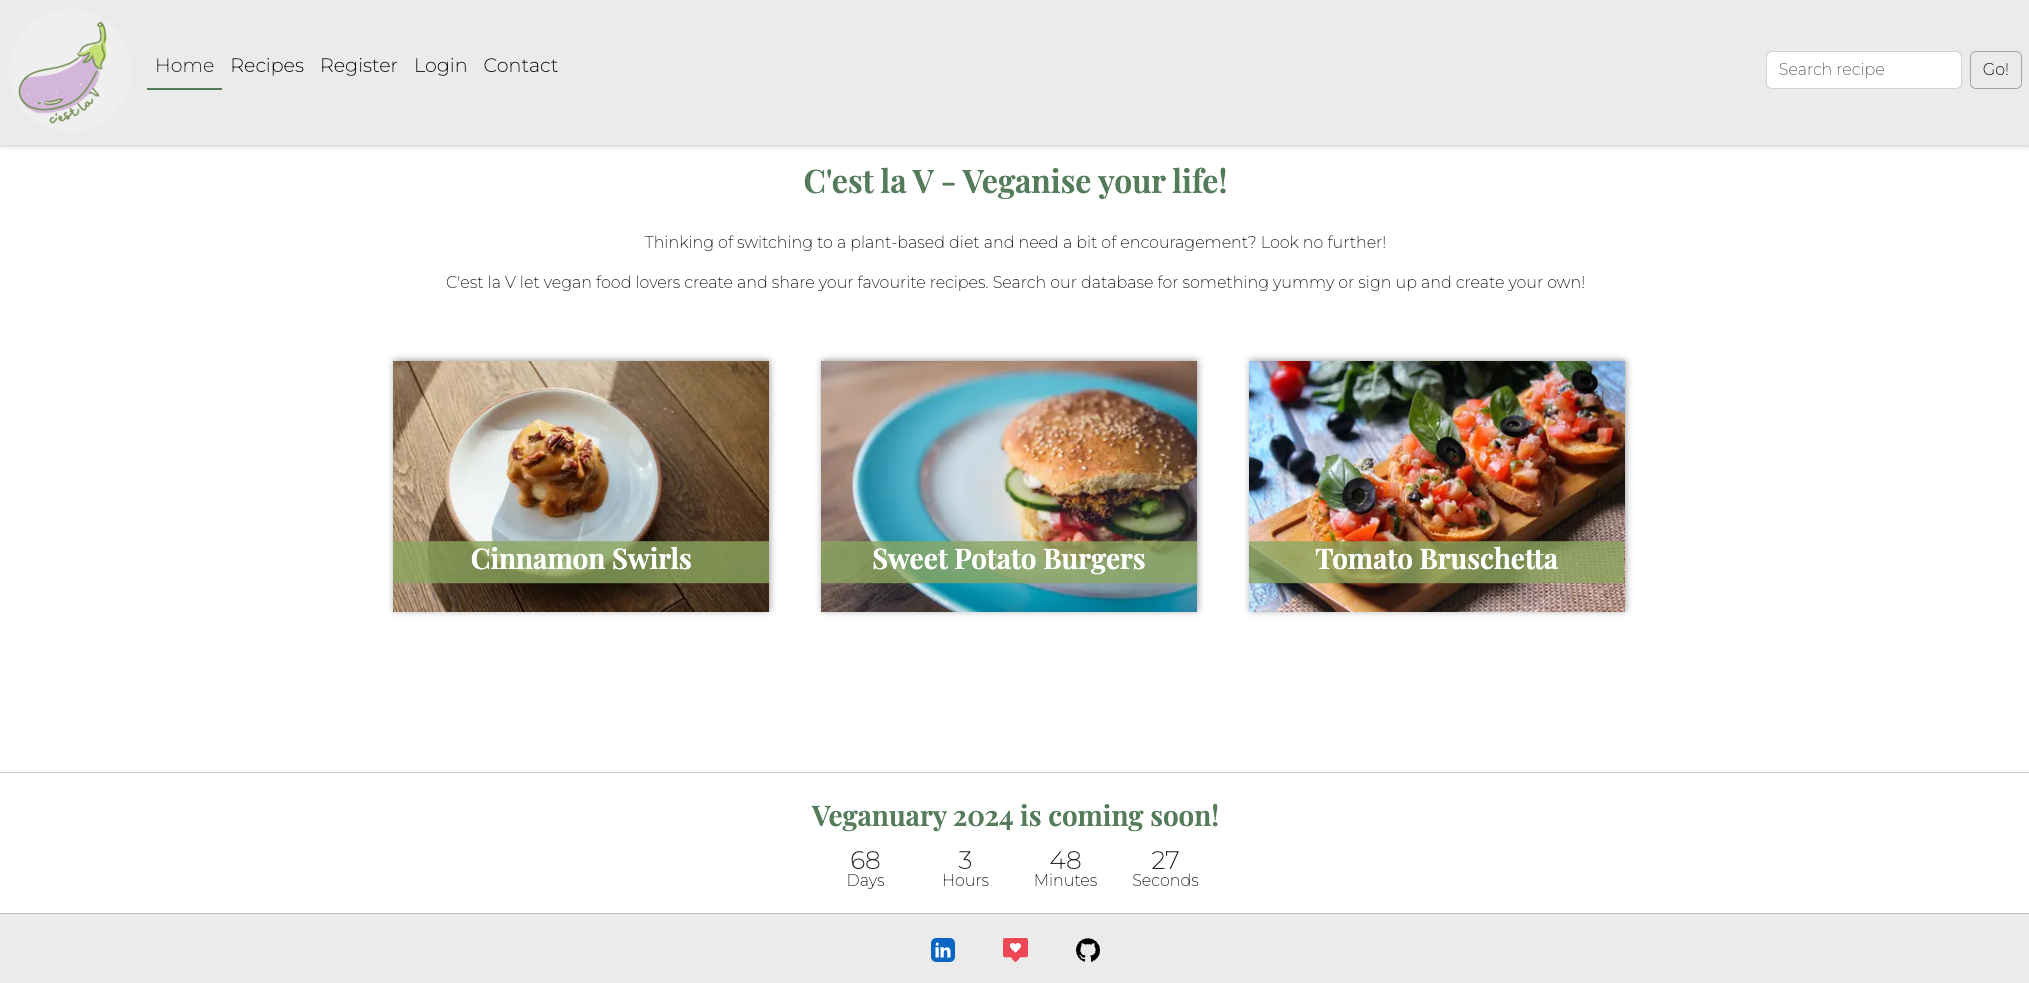 c'est la V
Home Recipes Register Login Contact
Search recipe Go!
C'est la V - Veganise your life!
Thinking of switching to a plant-based diet and need a bit of encouragement? Look no further!
C'est la V let vegan food lovers create and share your favourite recipes. Search our database for something yummy or sign up and create your own!
Cinnamon Swirls
Sweet Potato Burgers
Tomato Bruschetta
Veganuary 2024 is coming soon!
68 3 48 27
Days Hours Minutes Seconds
in